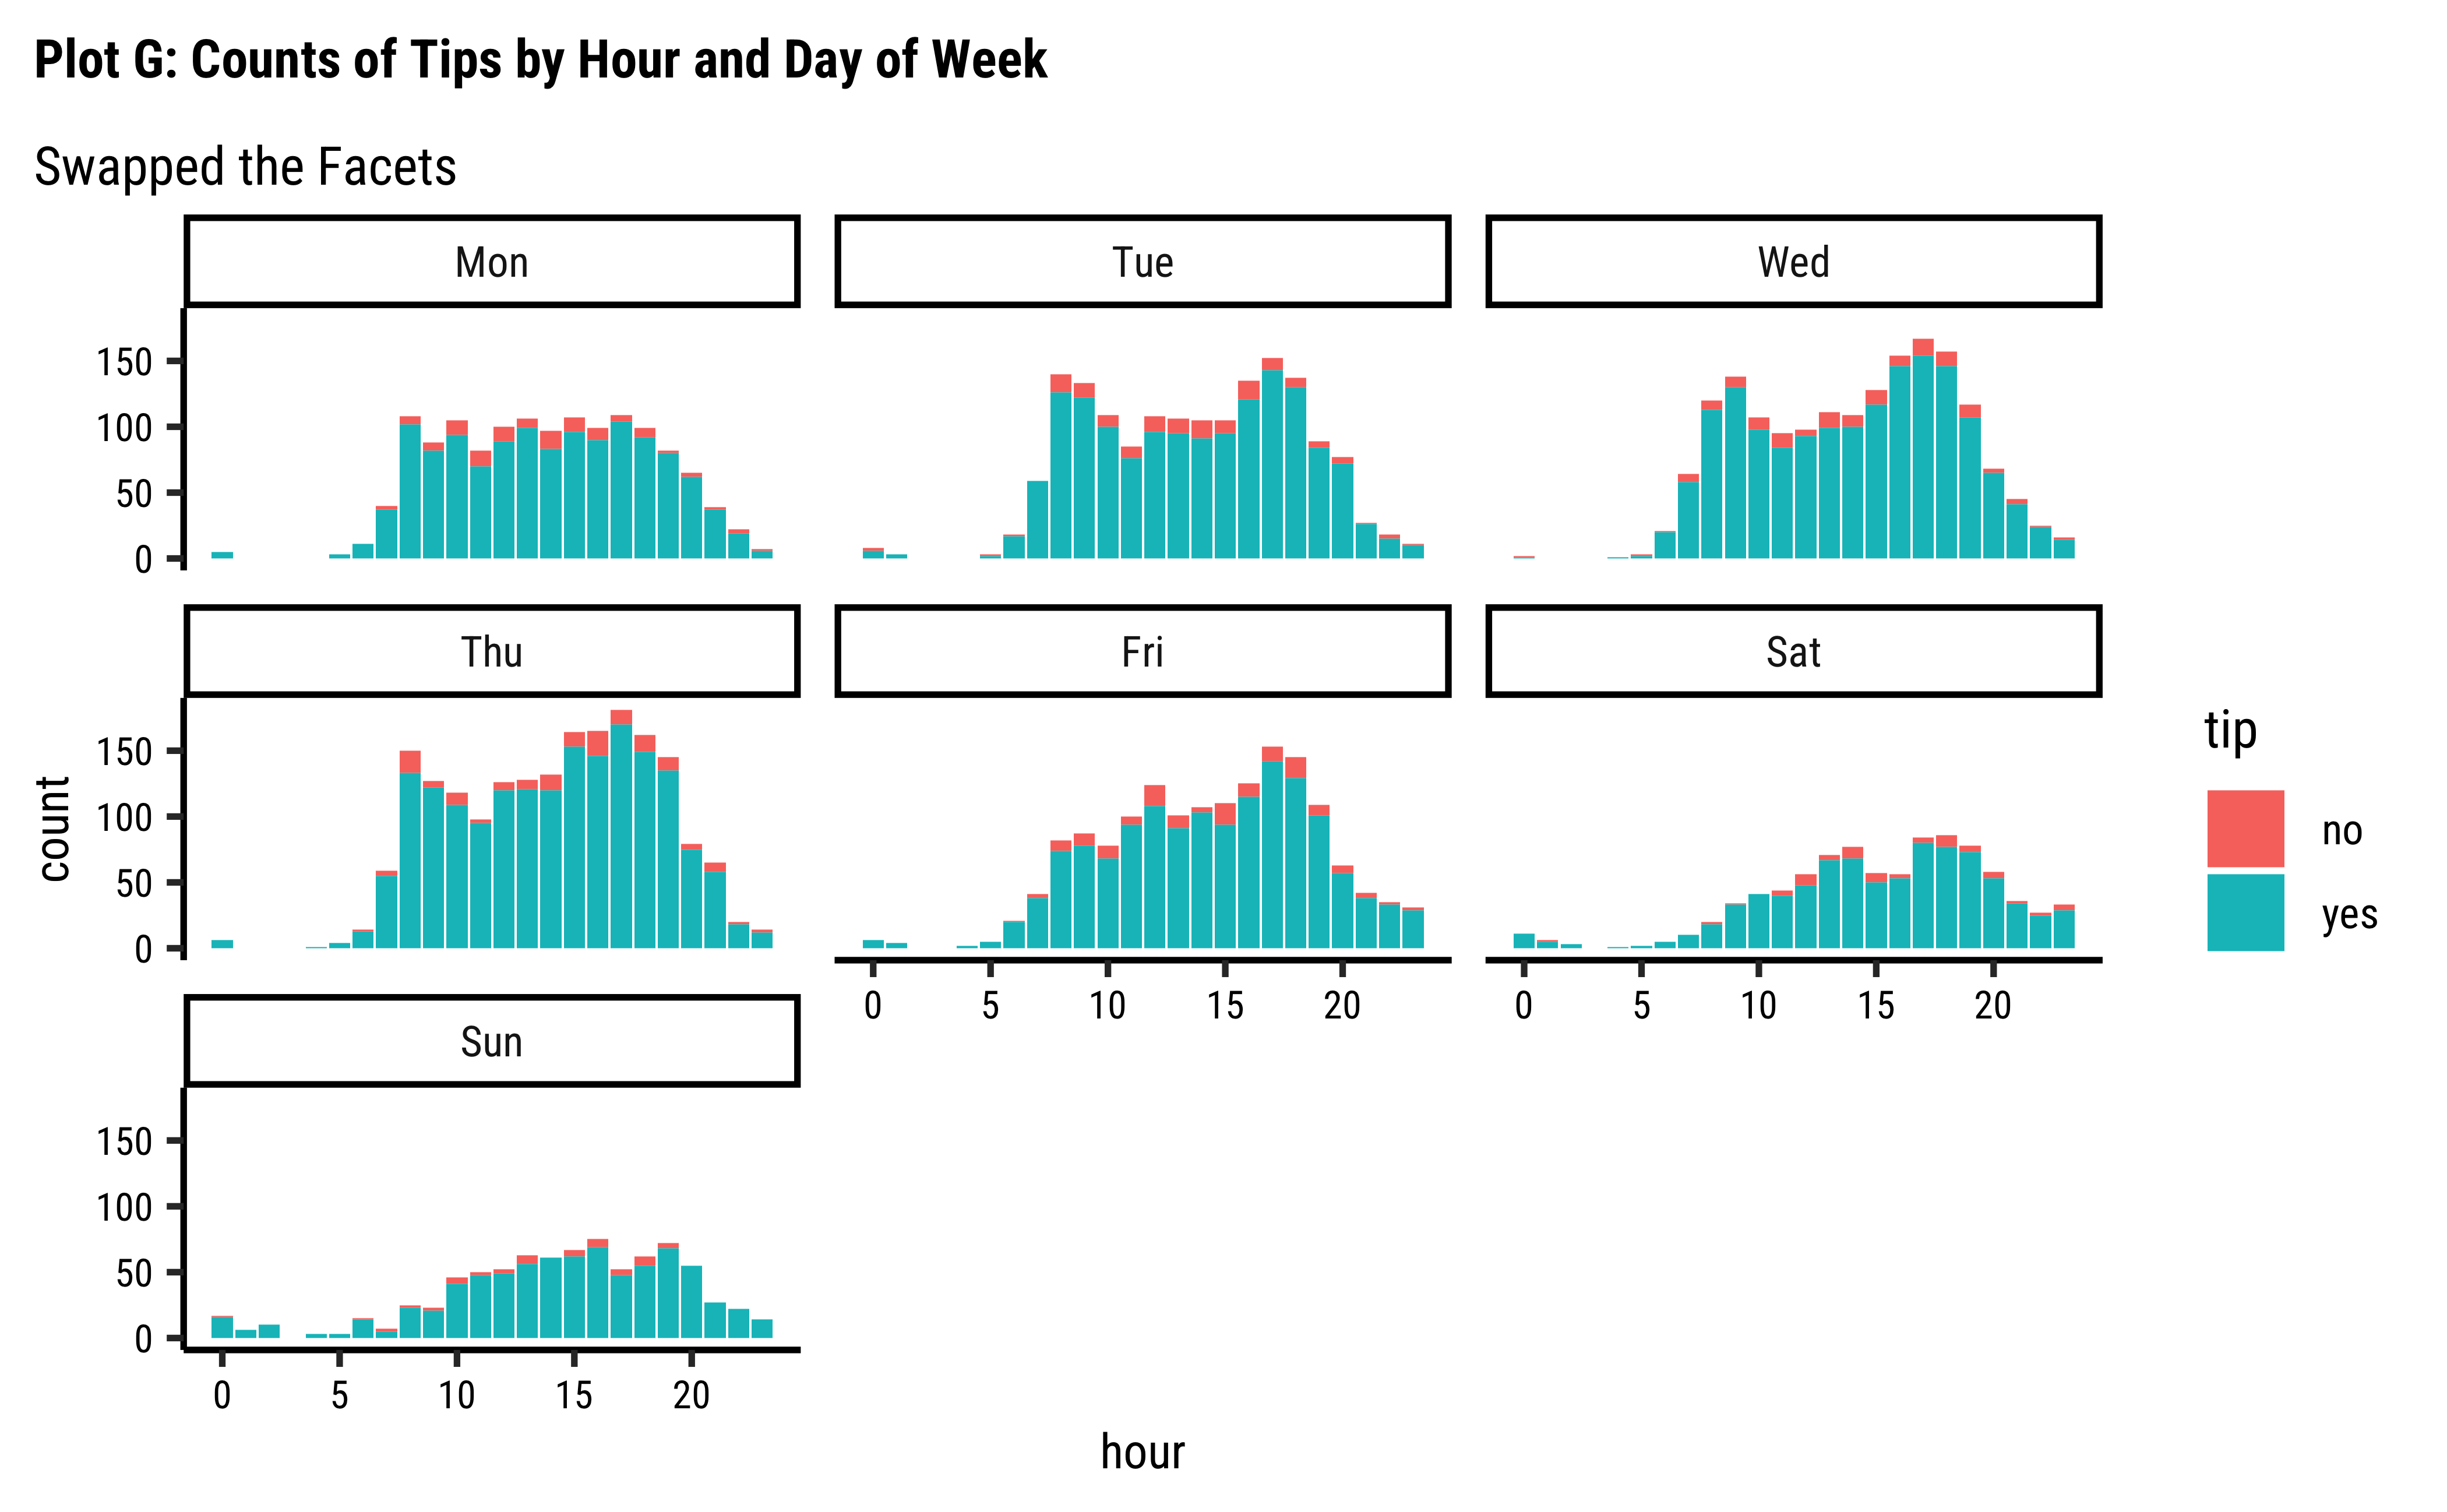 Plot G: Counts of Tips by Hour and Day of Week
Swapped the Facets
Mon
Tue
Wed
150
100
50
0
Thu
Fri
Sat
150
100
50
0
0 5 10 15 20
0 5 10 15 20
Sun
150
100
50
0
0 5 10 15 20
count
hour
tip
no
yes